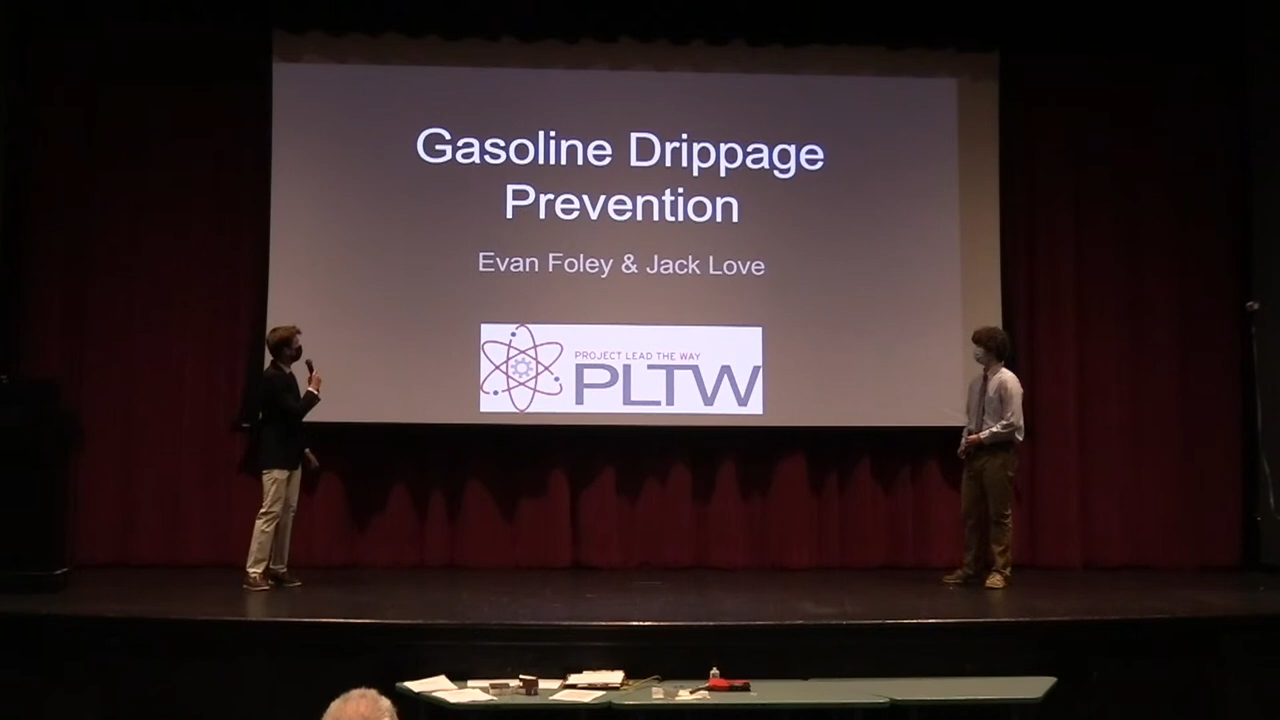 Gasoline Drippage
Prevention
Evan Foley & Jack Love
PROJECT LEAD THE WAY
PLTW